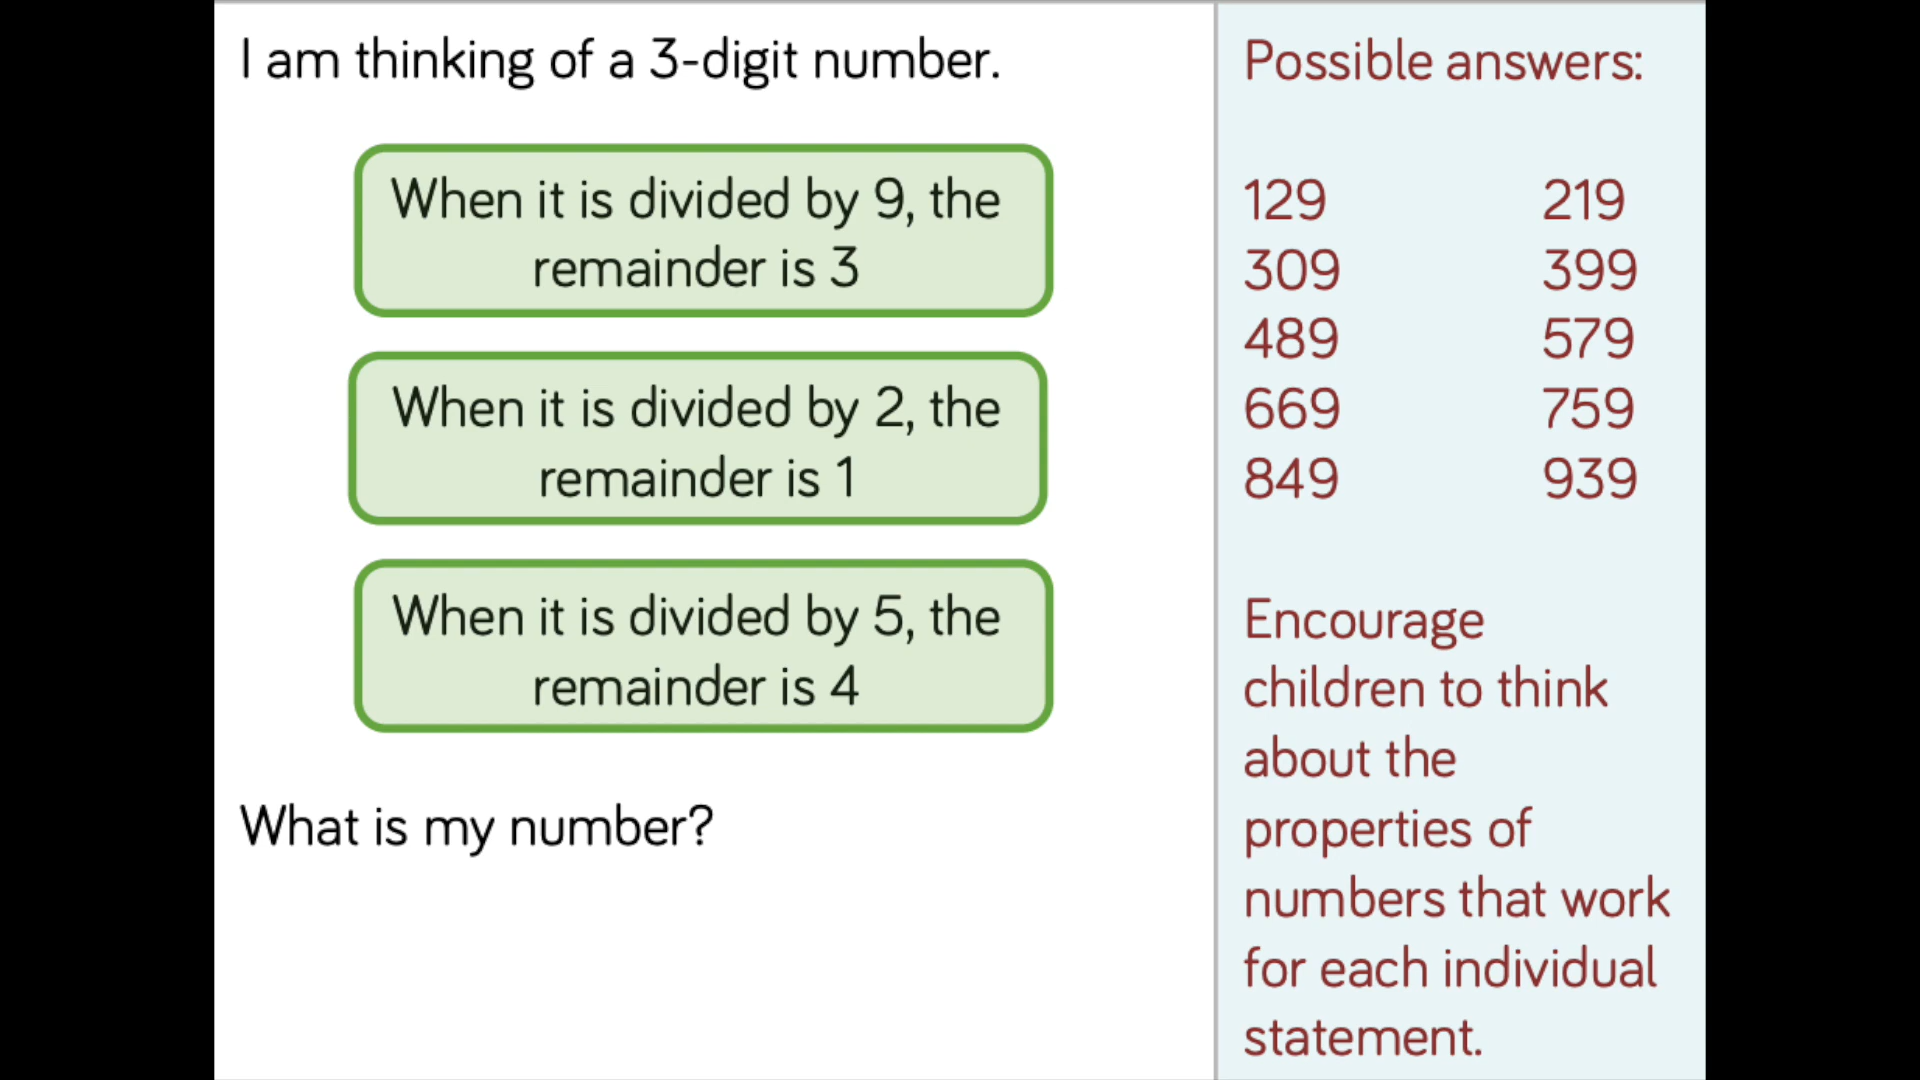 I am thinking of a 3-digit number.
When it is divided by 9, the
remainder is 3
When it is divided by 2, the
remainder is 1
When it is divided by 5, the
remainder is 4
What is my number?
Possible answers:
129 219
309 399
489 579
669 759
849 939
Encourage
children to think
about the
properties of
numbers that work
for each individual
statement.